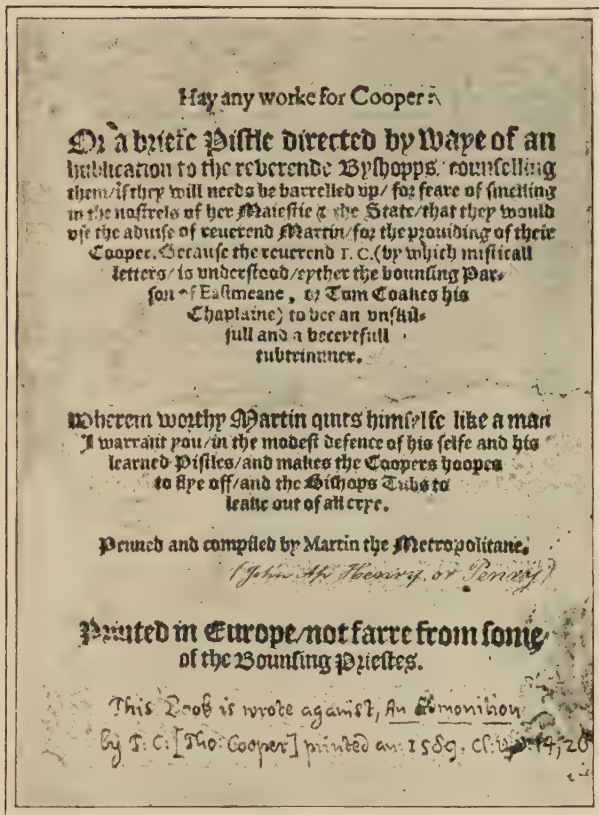 Hay any worke for Cooper:
Or a briefe Pistle directed by Waye of an
hublication to the reverende Byshopps, counselling
them/if they will needs be barrelled up/ for feare of smelling
in the nostrels of her Maiestie & the State/that they would
use the aduise of reuerend Martin/for the prouiding of their
Cooper. Because the reuerend T. C. (by which misticall
letters/ is understood/eyther the bounsing Par-
son of Eastmeane, or Tom Coakes his
Chaplaine) to bee an vnskil-
full and a beceytfull
tubtrimmer.
Wherein worthy Martin quits himselfe like a man
I warrant you/in the modest defence of his selfe and his
learned Pistles/and makes the Coopers hoopes
to flye off/and the Bishops Tubs to
leake out of all crye.
Penned and compiled by Martin the Metropolitane.
(John Ap Henry, or Penry)
Printed in Europe/not farre from some
of the Bounsing Priestes.
This Book is wrote against, An Admonition
by T. C. [Tho: Cooper] printed an: 1589.